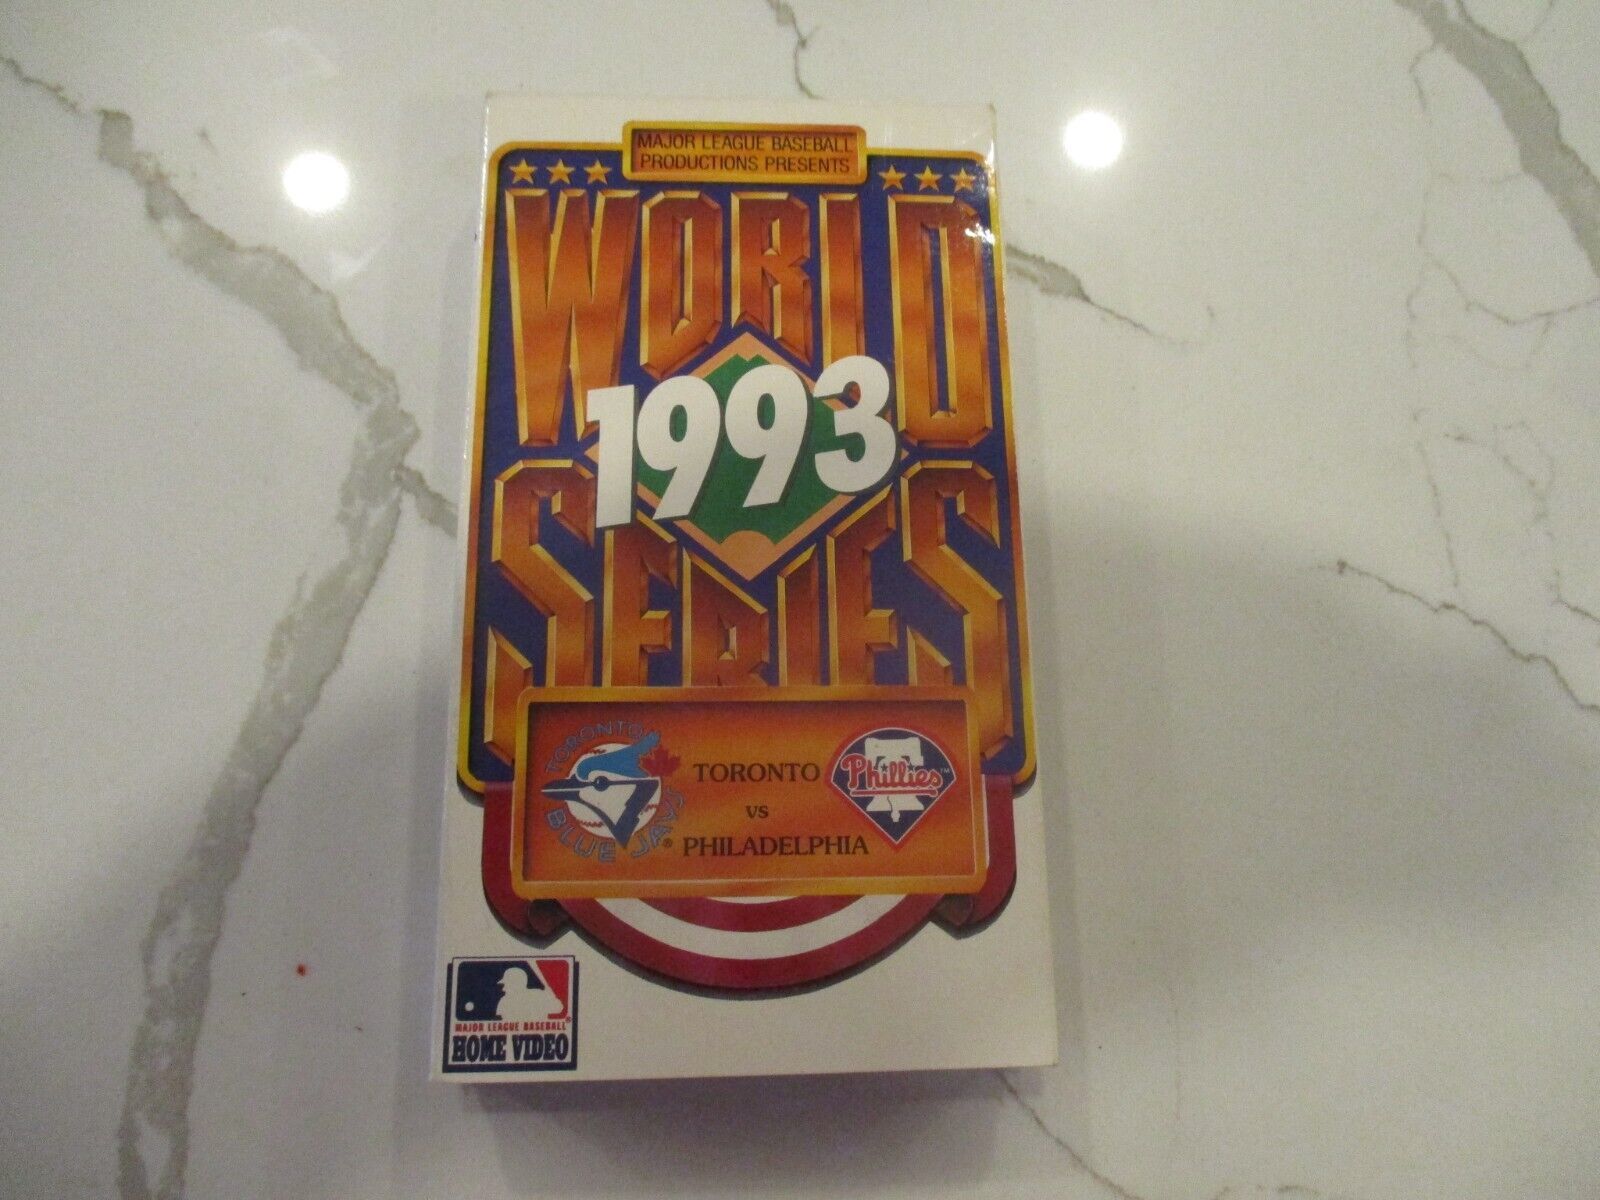 MAJOR LEAGUE BASEBALL
PRODUCTIONS PRESENTS
WORLD
1993
SERIES
TORONTO
BLUE JAYS®
TORONTO
vs
PHILADELPHIA
Phillies™
MAJOR LEAGUE BASEBALL®
HOME VIDEO